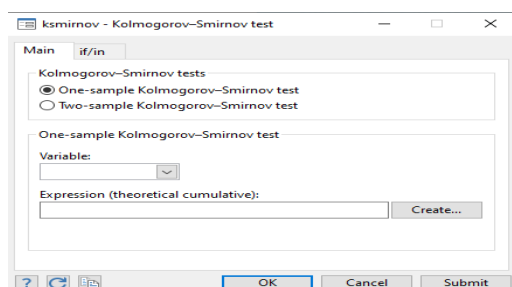 ksmirnov - Kolmogorov–Smirnov test
Main if/in
Kolmogorov–Smirnov tests
One-sample Kolmogorov–Smirnov test
Two-sample Kolmogorov–Smirnov test
One-sample Kolmogorov–Smirnov test
Variable:
Expression (theoretical cumulative):
Create...
? OK Cancel Submit